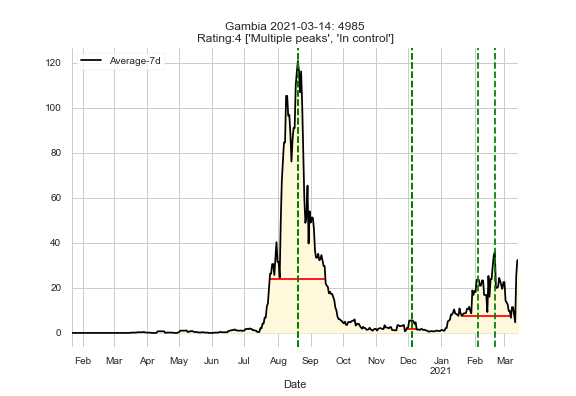 Gambia 2021-03-14: 4985
Rating:4 ['Multiple peaks', 'In control']
Average-7d
120
100
80
60
40
20
0
Feb Mar Apr May Jun Jul Aug Sep Oct Nov Dec Jan Feb Mar
2021
Date